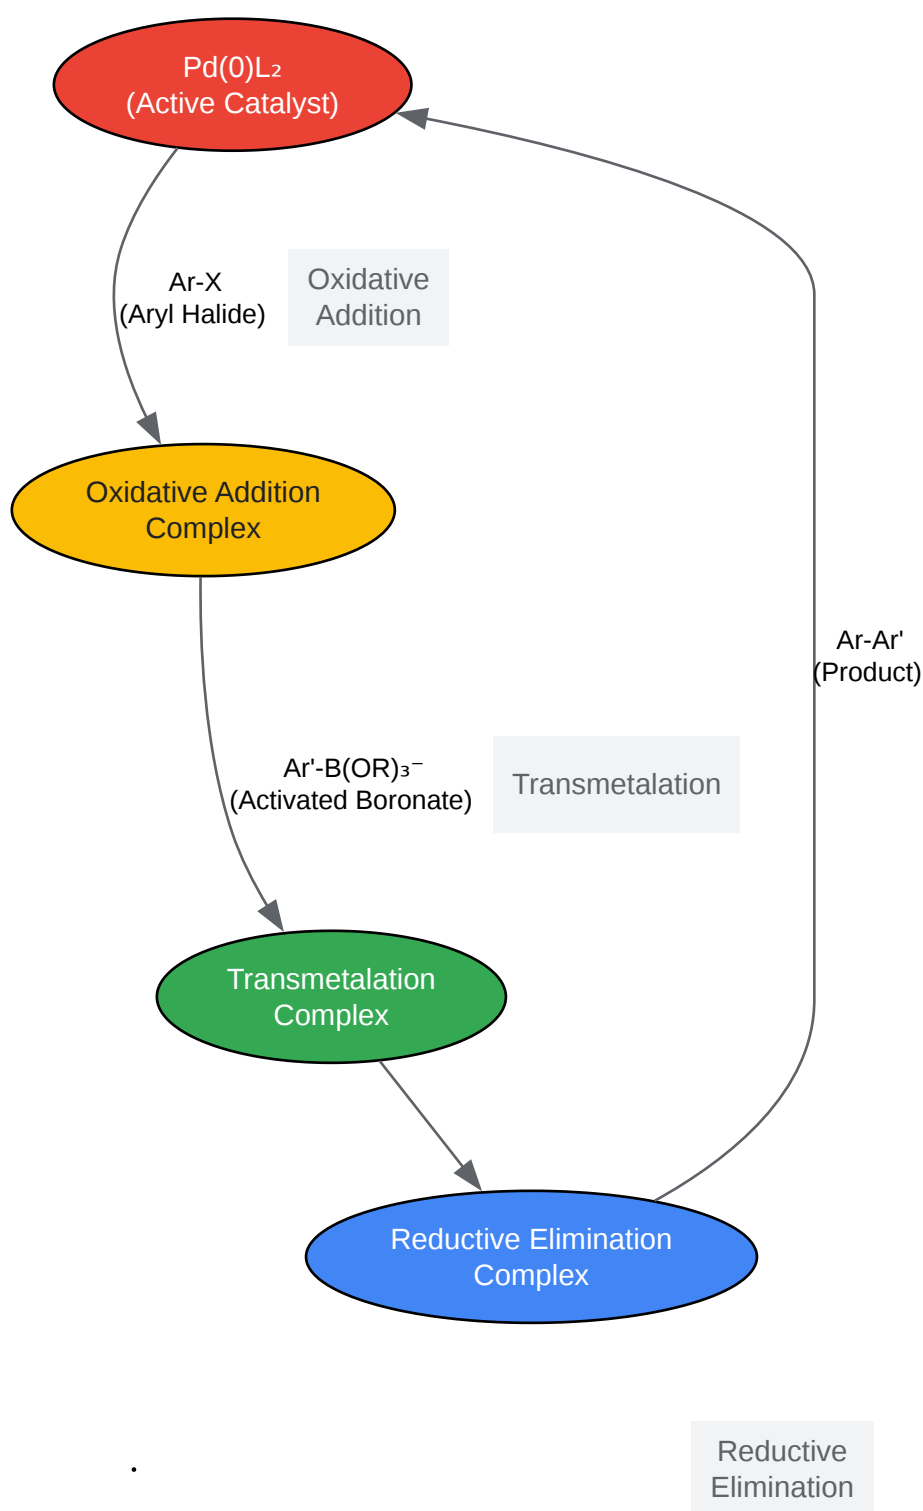 Pd(0)L₂
(Active Catalyst)
Ar-X
(Aryl Halide)
Oxidative
Addition
Oxidative Addition
Complex
Ar-Ar'
(Product)
Ar'-B(OR)₃⁻
(Activated Boronate)
Transmetalation
Transmetalation
Complex
Reductive Elimination
Complex
.
Reductive
Elimination